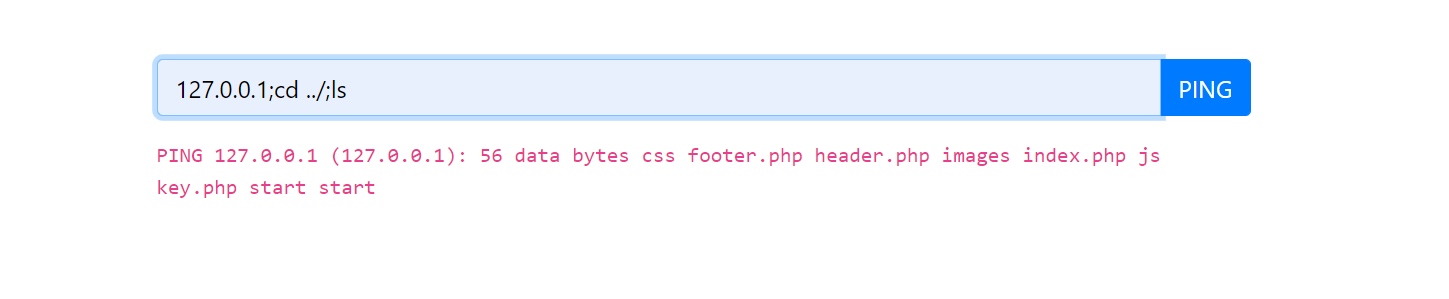 127.0.0.1;cd ../;ls
PING
PING 127.0.0.1 (127.0.0.1): 56 data bytes css footer.php header.php images index.php js
key.php start start